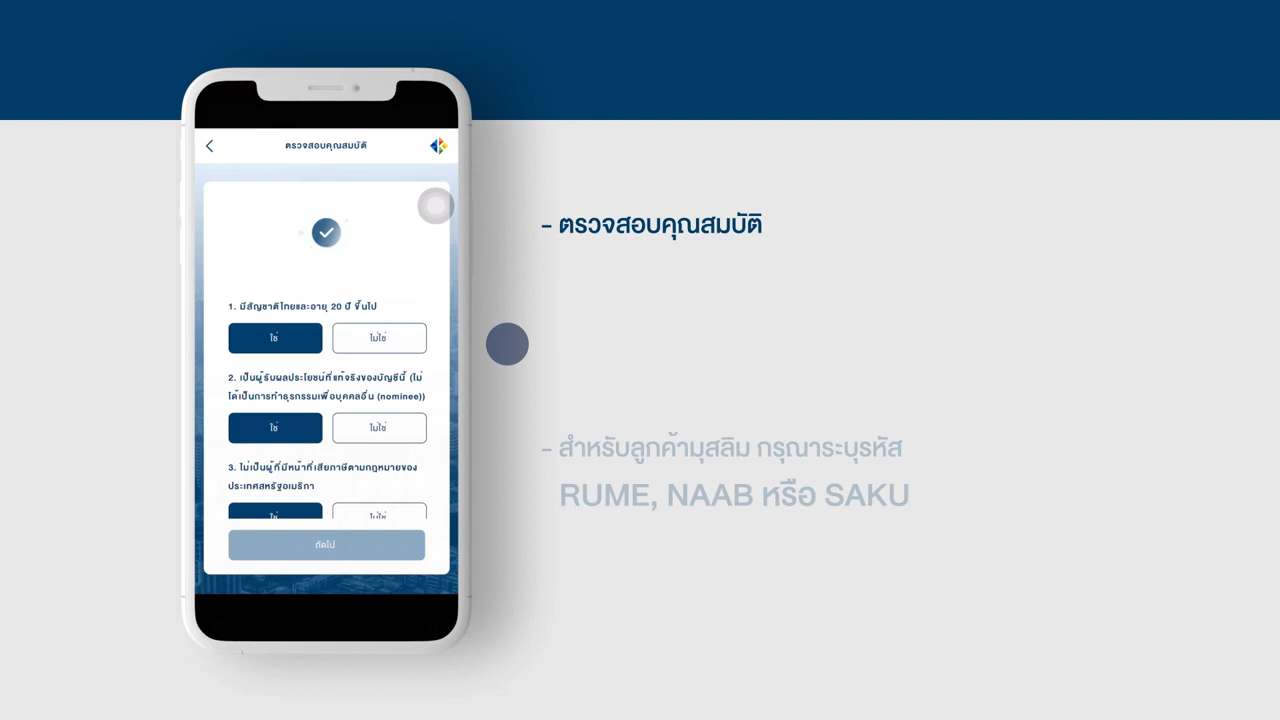 ตรวจสอบคุณสมบัติ
1. มีสัญชาติไทยและอายุ 20 ปี ขึ้นไป
ใช่ ไม่ใช่
2. เป็นผู้รับผลประโยชน์ที่แท้จริงของบัญชีนี้ (ไม่
ได้เป็นการทำธุรกรรมเพื่อบุคคลอื่น (nominee))
ใช่ ไม่ใช่
3. ไม่เป็นผู้ที่มีหน้าที่เสียภาษีตามกฎหมายของ
ประเทศสหรัฐอเมริกา
ใช่ ไม่ใช่
ถัดไป
- ตรวจสอบคุณสมบัติ
- สำหรับลูกค้ามุสลิม กรุณาระบุรหัส
RUME, NAAB หรือ SAKU